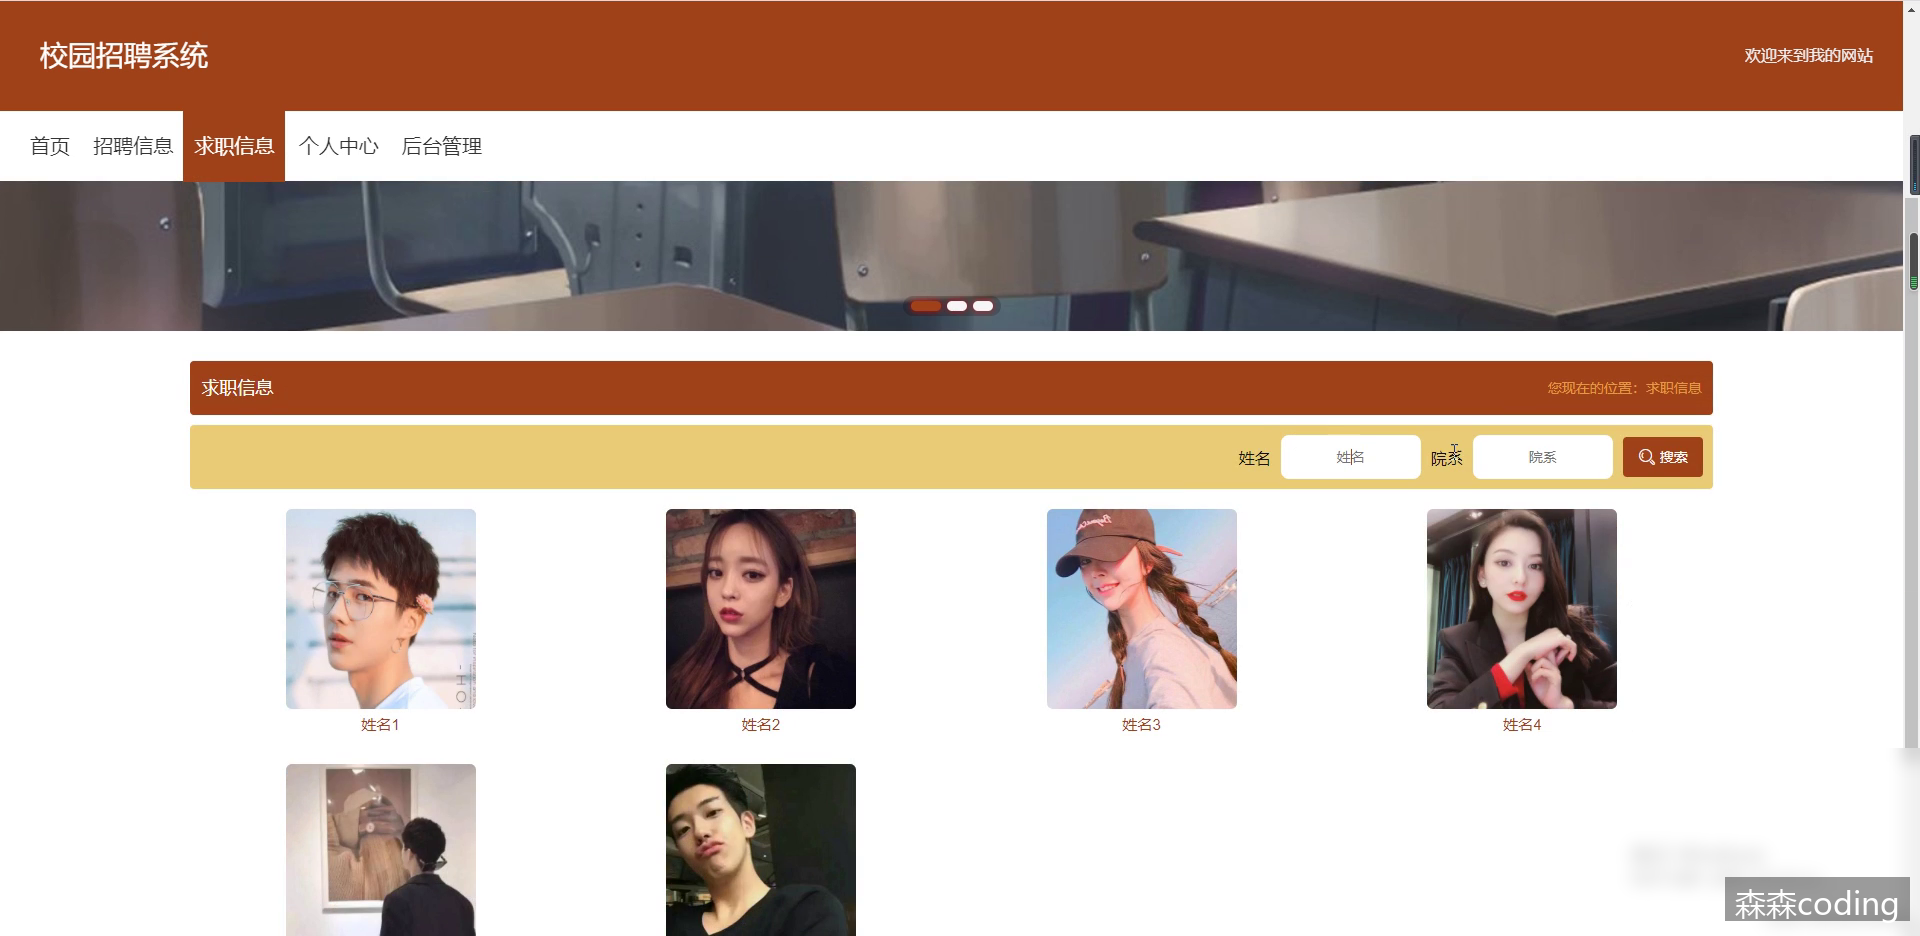 校园招聘系统
欢迎来到我的网站
首页 招聘信息 求职信息 个人中心 后台管理
求职信息
您现在的位置：求职信息
姓名 姓名 院系 院系 搜索
姓名1
姓名2
姓名3
姓名4
森森coding